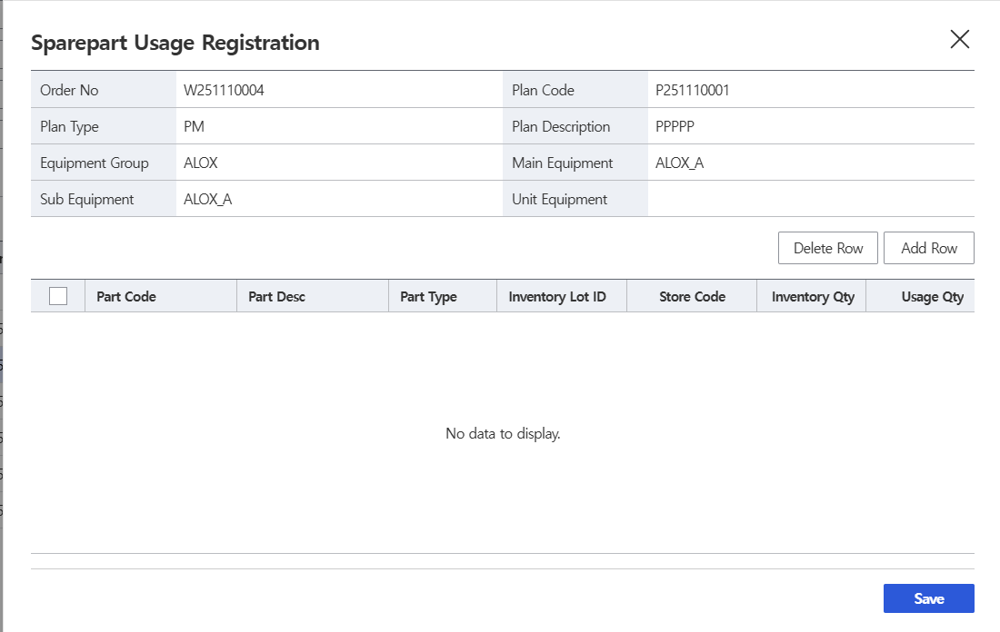 Sparepart Usage Registration
Order No W251110004 Plan Code P251110001
Plan Type PM Plan Description PPPPP
Equipment Group ALOX Main Equipment ALOX_A
Sub Equipment ALOX_A Unit Equipment
Delete Row Add Row
Part Code Part Desc Part Type Inventory Lot ID Store Code Inventory Qty Usage Qty
No data to display.
Save